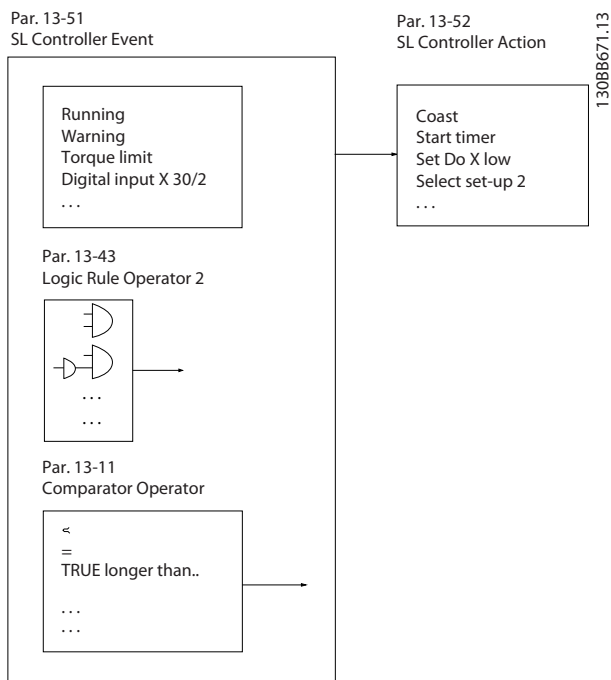 Par. 13-51
SL Controller Event
Par. 13-52
SL Controller Action
130BB671.13
Running
Warning
Torque limit
Digital input X 30/2
. . .
Coast
Start timer
Set Do X low
Select set-up 2
. . .
Par. 13-43
Logic Rule Operator 2
. . .
. . .
Par. 13-11
Comparator Operator
<
=
TRUE longer than..
. . .
. . .